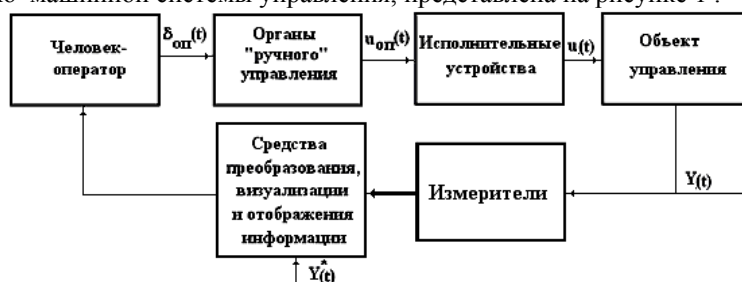 машинной системы управления, представлена на рисунке
Человек-
оператор
δоп(t)
Органы
"ручного"
управления
uоп(t)
Исполнительные
устройства
u(t)
Объект
управления
Средства
преобразования,
визуализации
и отображения
информации
Измерители
Y(t)
Y*(t)